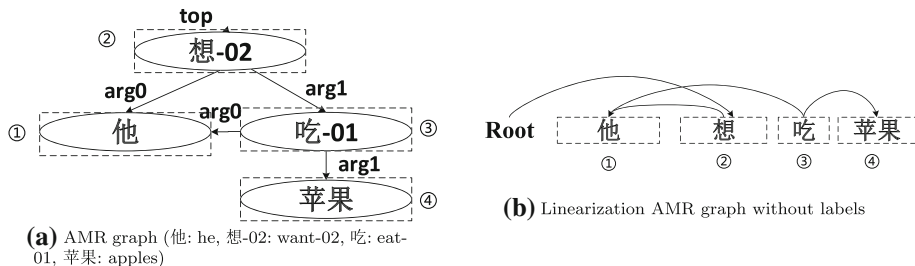 top
②
想-02
arg0
arg1
①
他
arg0
吃-01
③
arg1
苹果
④
(a) AMR graph (他: he, 想-02: want-02, 吃: eat-
01, 苹果: apples)
Root
他
想
吃
苹果
①
②
③
④
(b) Linearization AMR graph without labels